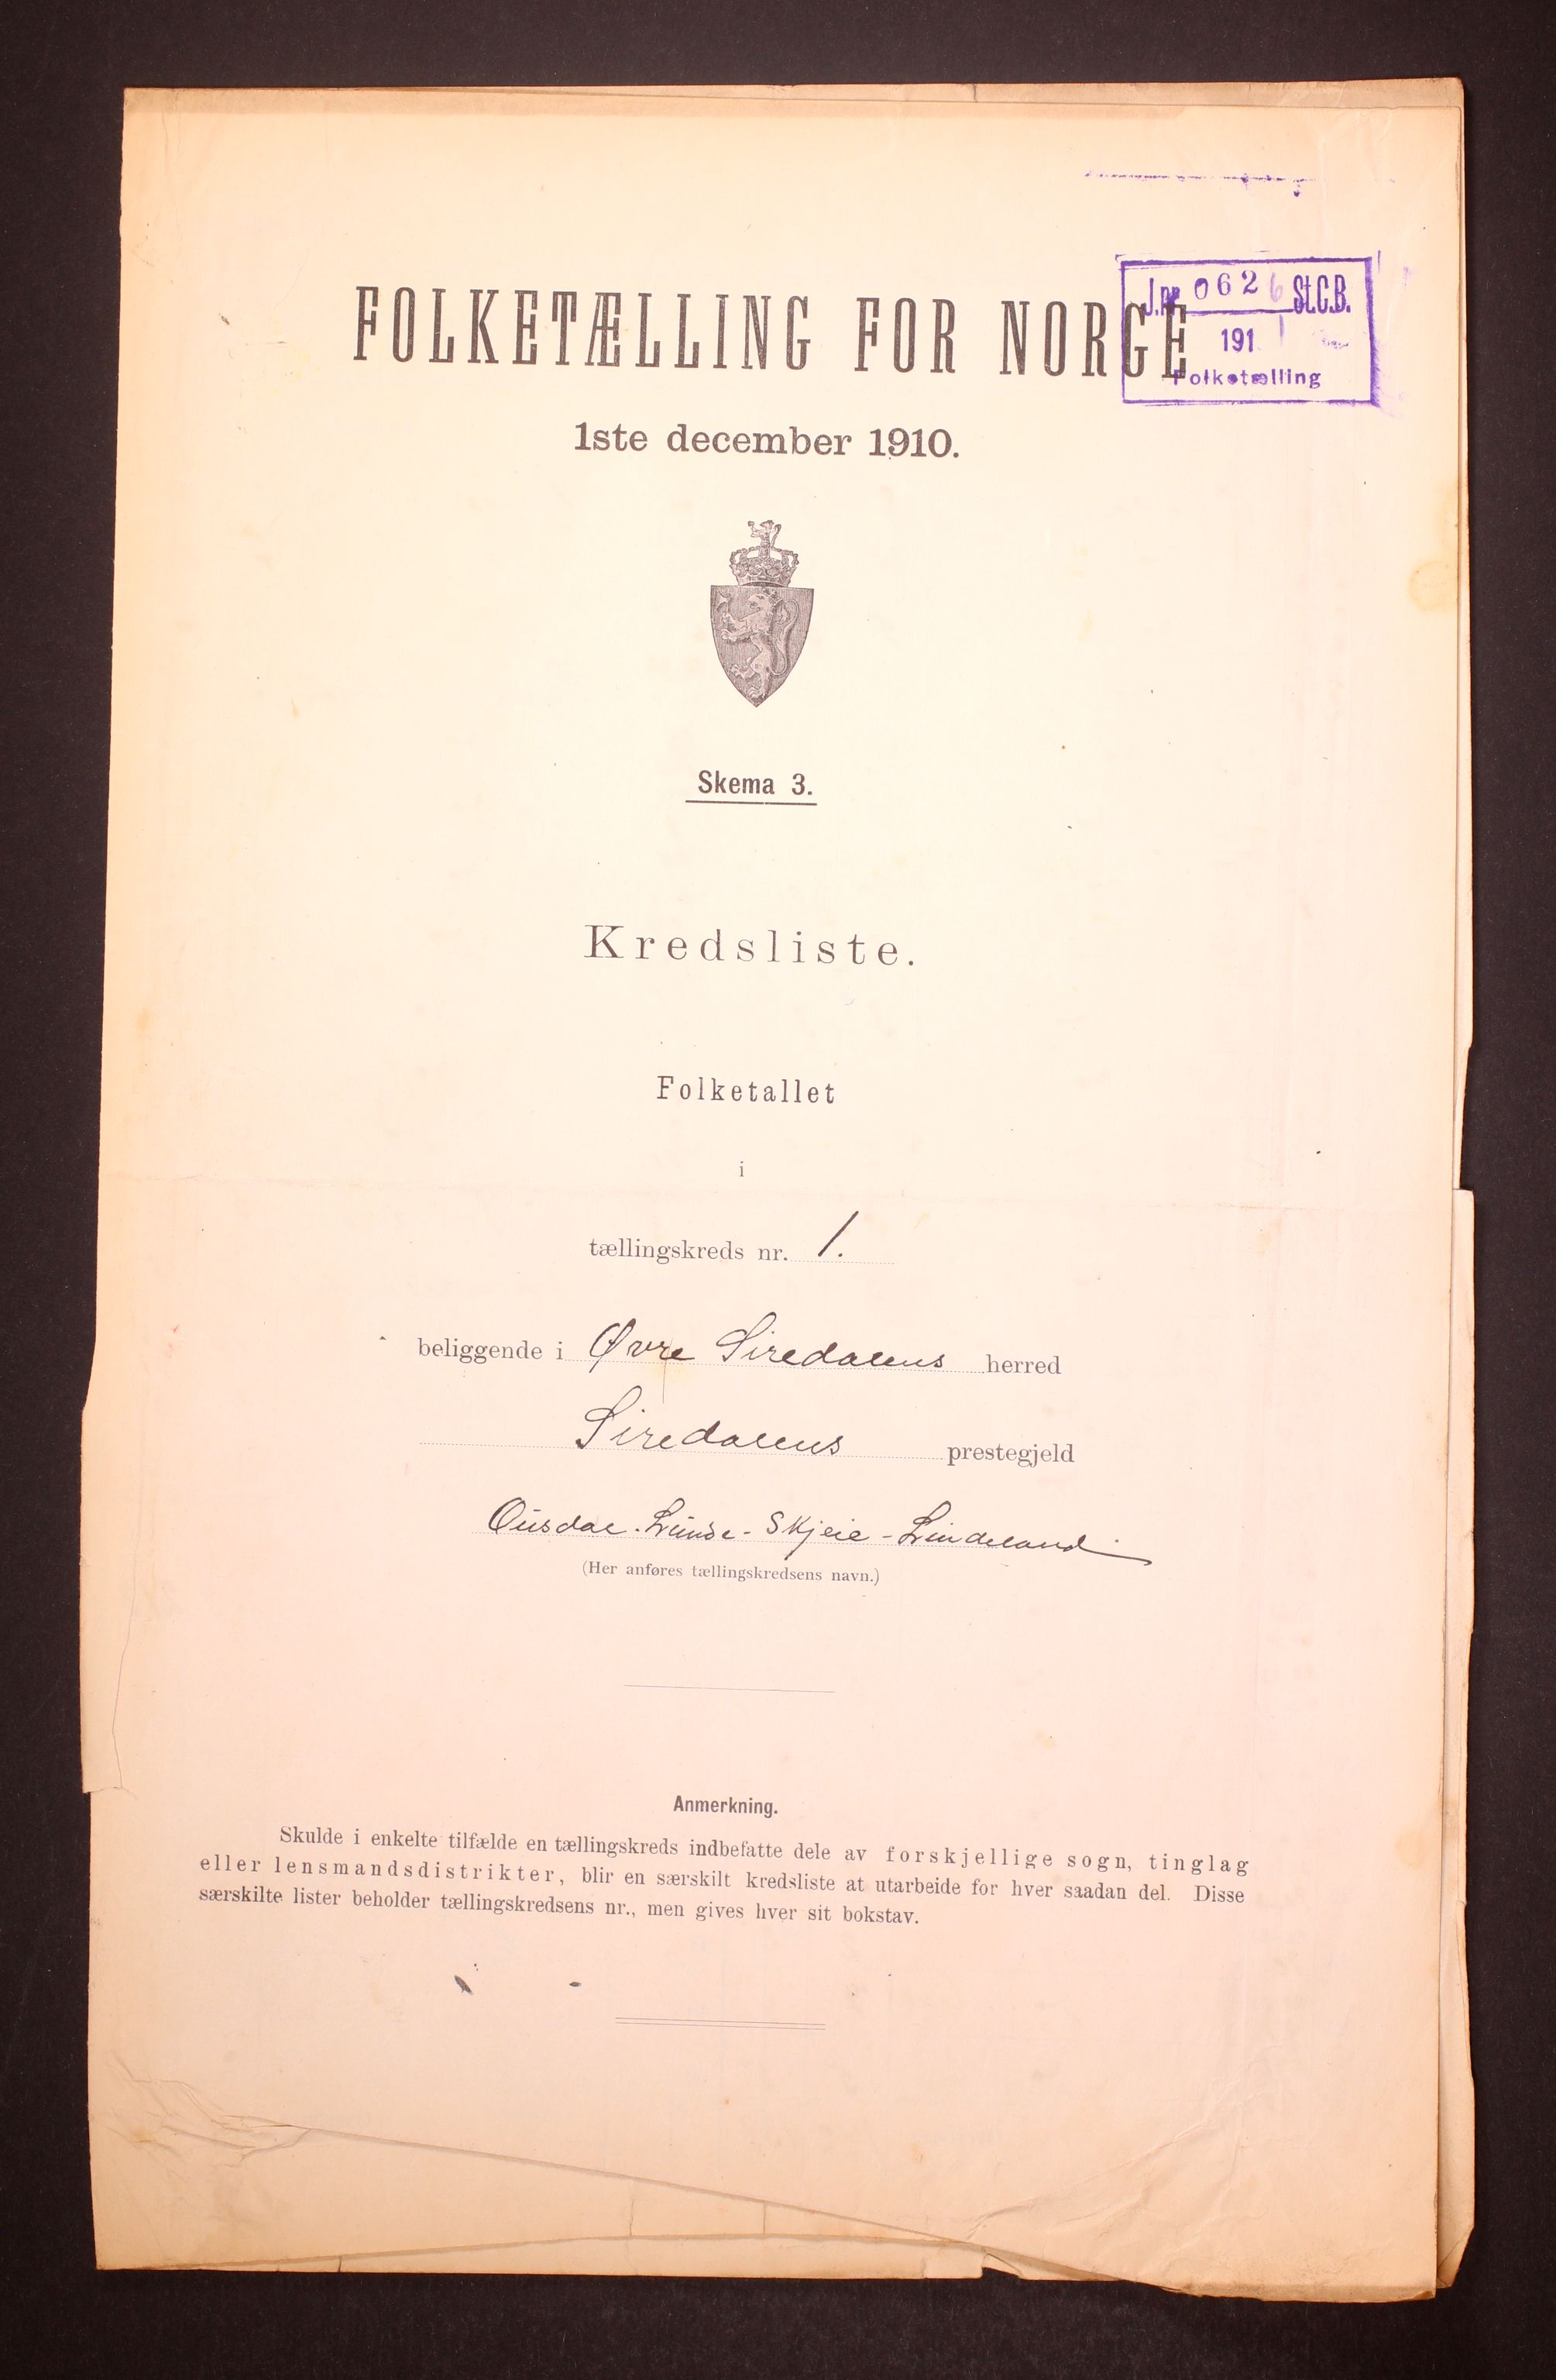 J.nr. 0626 St.C.B.
191
Folketælling
FOLKETÆLLING FOR NORGE
1ste december 1910.
Skema 3.
Kredsliste.
Folketallet
i
tællingskreds nr. 1.
beliggende i Øvre Siredalens herred
Siredalens prestegjeld
Ousdal - Lunde - Skjeie - Lindeland
(Her anføres tællingskredsens navn.)
Anmerkning.
Skulde i enkelte tilfælde en tællingskreds indbefatte dele av forskjellige sogn, tinglag
eller lensmandsdistrikter, blir en særskilt kredsliste at utarbeide for hver saadan del. Disse
særskilte lister beholder tællingskredsens nr., men gives hver sit bokstav.